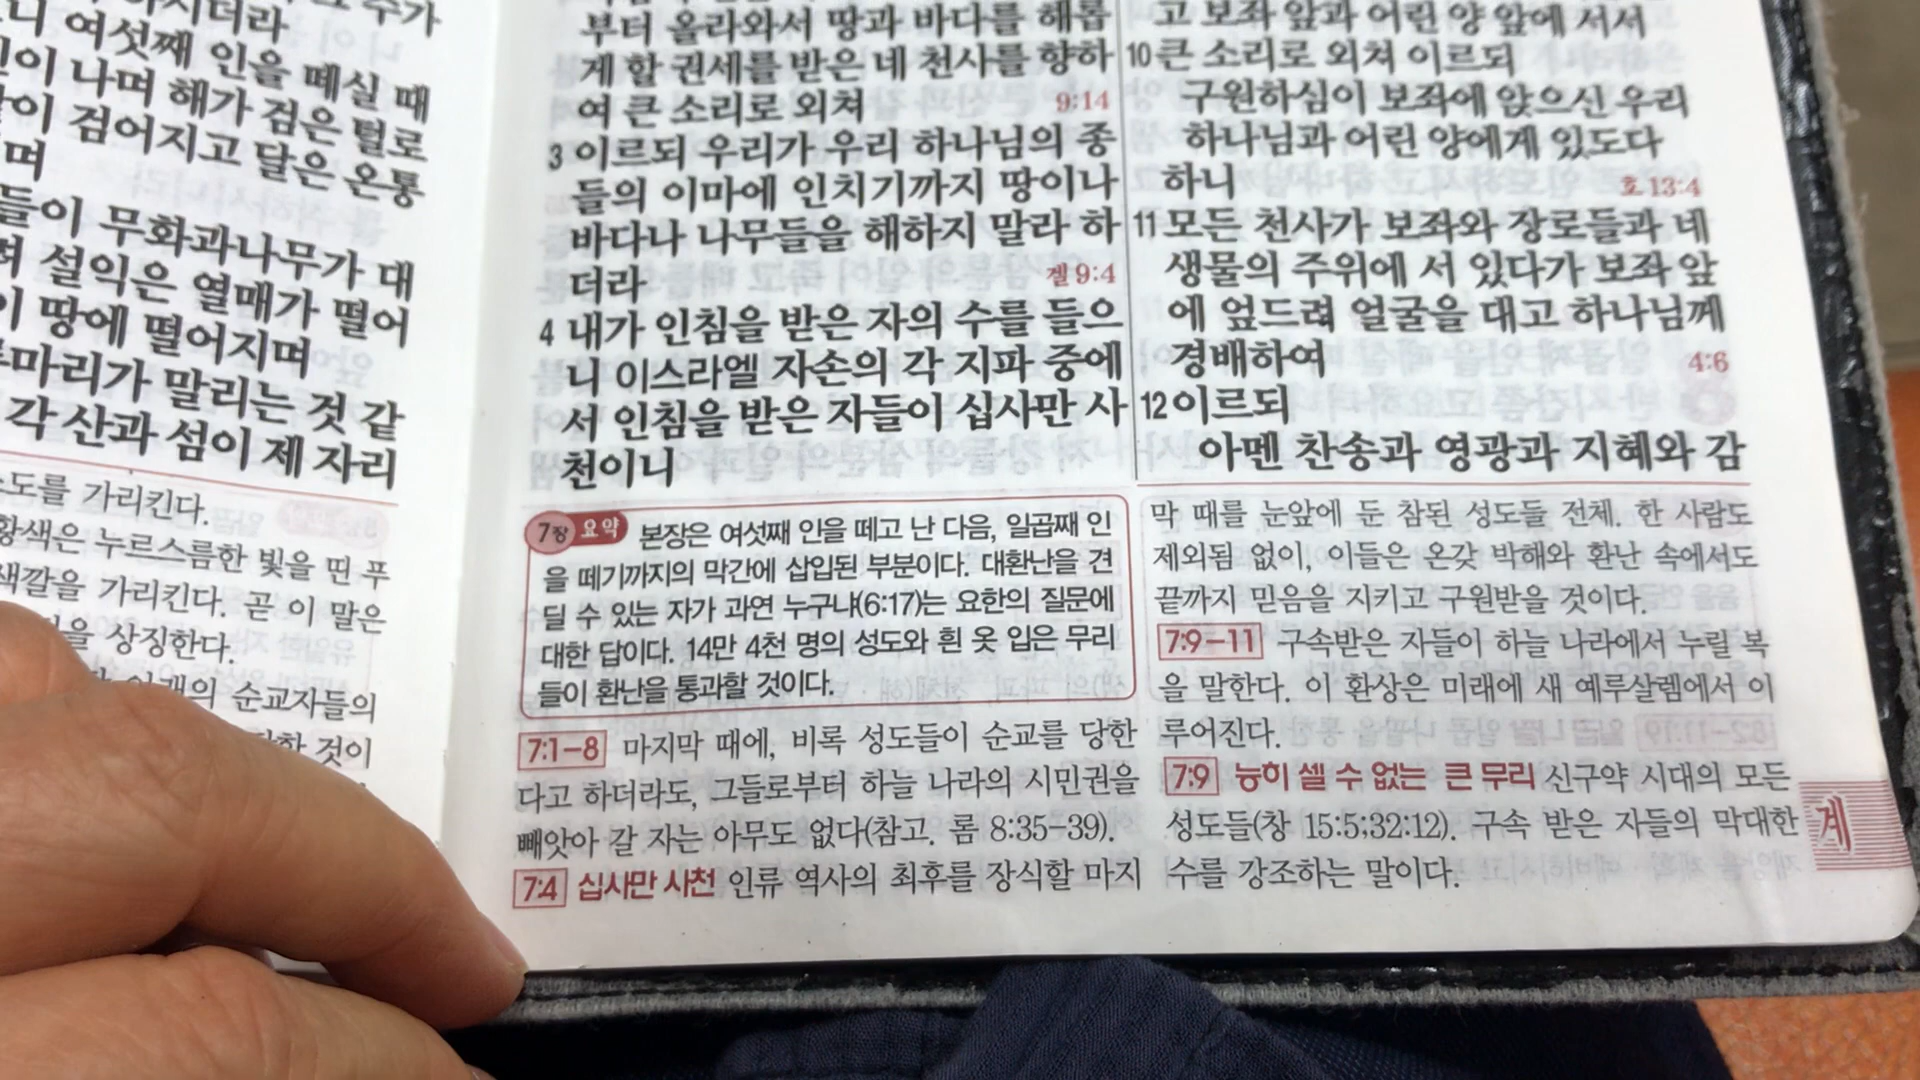 여섯째 인을 떼실 때
나며 해가 검은 털로
검어지고 달은 온통
며
들이 무화과나무가 대
설익은 열매가 떨어
땅에 떨어지며
말리는 것 같
각 산과 섬이 제 자리
가리킨다.
황색은 누르스름한 빛을 띤 푸
색깔을 가리킨다. 곧 이 말은
상징한다.
순교자들의
것이
부터 올라와서 땅과 바다를 해롭
게 할 권세를 받은 네 천사를 향하
여 큰 소리로 외쳐 9:14
3 이르되 우리가 우리 하나님의 종
들의 이마에 인치기까지 땅이나
바다나 나무들을 해하지 말라 하
더라 겔 9:4
4 내가 인침을 받은 자의 수를 들으
니 이스라엘 자손의 각 지파 중에
서 인침을 받은 자들이 십사만 사
천이니
7장 요약 본장은 여섯째 인을 떼고 난 다음, 일곱째 인
을 떼기까지의 막간에 삽입된 부분이다. 대환난을 견
딜 수 있는 자가 과연 누구냐(6:17)는 요한의 질문에
대한 답이다. 14만 4천 명의 성도와 흰 옷 입은 무리
들이 환난을 통과할 것이다.
7:1-8 마지막 때에, 비록 성도들이 순교를 당한
다고 하더라도, 그들로부터 하늘 나라의 시민권을
빼앗아 갈 자는 아무도 없다(참고. 롬 8:35-39).
7:4 십사만 사천 인류 역사의 최후를 장식할 마지
고 보좌 앞과 어린 양 앞에 서서
10 큰 소리로 외쳐 이르되
구원하심이 보좌에 앉으신 우리
하나님과 어린 양에게 있도다
하니 호 13:4
11 모든 천사가 보좌와 장로들과 네
생물의 주위에 서 있다가 보좌 앞
에 엎드려 얼굴을 대고 하나님께
경배하여 4:6
12 이르되
아멘 찬송과 영광과 지혜와 감
막 때를 눈앞에 둔 참된 성도들 전체. 한 사람도
제외됨 없이, 이들은 온갖 박해와 환난 속에서도
끝까지 믿음을 지키고 구원받을 것이다.
7:9-11 구속받은 자들이 하늘 나라에서 누릴 복
을 말한다. 이 환상은 미래에 새 예루살렘에서 이
루어진다.
7:9 능히 셀 수 없는 큰 무리 신구약 시대의 모든
성도들(창 15:5;32:12). 구속 받은 자들의 막대한
수를 강조하는 말이다.
계